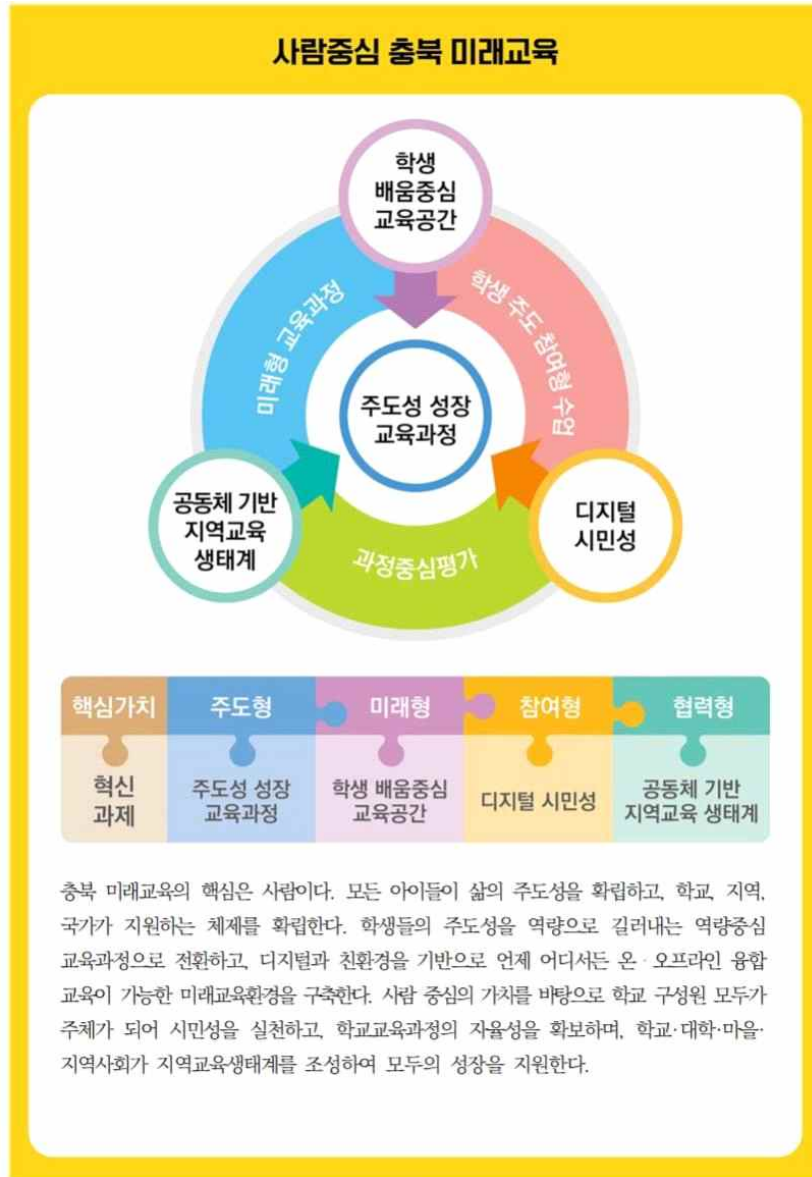 사람중심 충북 미래교육
학생
배움중심
교육공간
미래형 교육과정
학생 주도 참여형 수업
주도성 성장
교육과정
공동체 기반
지역교육
생태계
디지털
시민성
과정중심평가
핵심가치 주도형 미래형 참여형 협력형
혁신
과제
주도성 성장
교육과정
학생 배움중심
교육공간
디지털 시민성
공동체 기반
지역교육 생태계
충북 미래교육의 핵심은 사람이다. 모든 아이들이 삶의 주도성을 확립하고, 학교, 지역,
국가가 지원하는 체제를 확립한다. 학생들의 주도성을 역량으로 길러내는 역량중심
교육과정으로 전환하고, 디지털과 친환경을 기반으로 언제 어디서든 온·오프라인 융합
교육이 가능한 미래교육환경을 구축한다. 사람 중심의 가치를 바탕으로 학교 구성원 모두가
주체가 되어 시민성을 실천하고, 학교교육과정의 자율성을 확보하며, 학교·대학·마을·
지역사회가 지역교육생태계를 조성하여 모두의 성장을 지원한다.